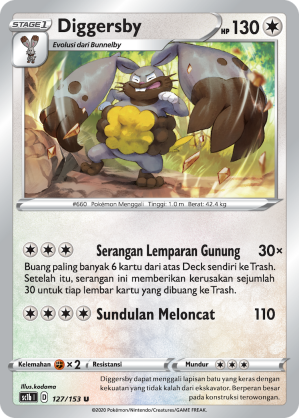 STAGE 1
Diggersby
HP 130
Evolusi dari Bunnelby
#660 Pokémon Menggali Tinggi: 1.0 m Berat: 42.4 kg
Serangan Lemparan Gunung 30×
Buang paling banyak 6 kartu dari atas Deck sendiri ke Trash.
Setelah itu, serangan ini memberikan kerusakan sejumlah
30 untuk tiap lembar kartu yang dibuang ke Trash.
Sundulan Meloncat 110
Kelemahan ×2 Resistansi Mundur
Illus.kodama
sc1b I D 127/153 U
Diggersby dapat menggali lapisan batu yang keras dengan
kekuatan ekskavator. Ekornya yang tidak kalah dari ekskavator
bekerja pada konstruksi terowongan.
©2020 Pokémon/Nintendo/Creatures/GAME FREAK.